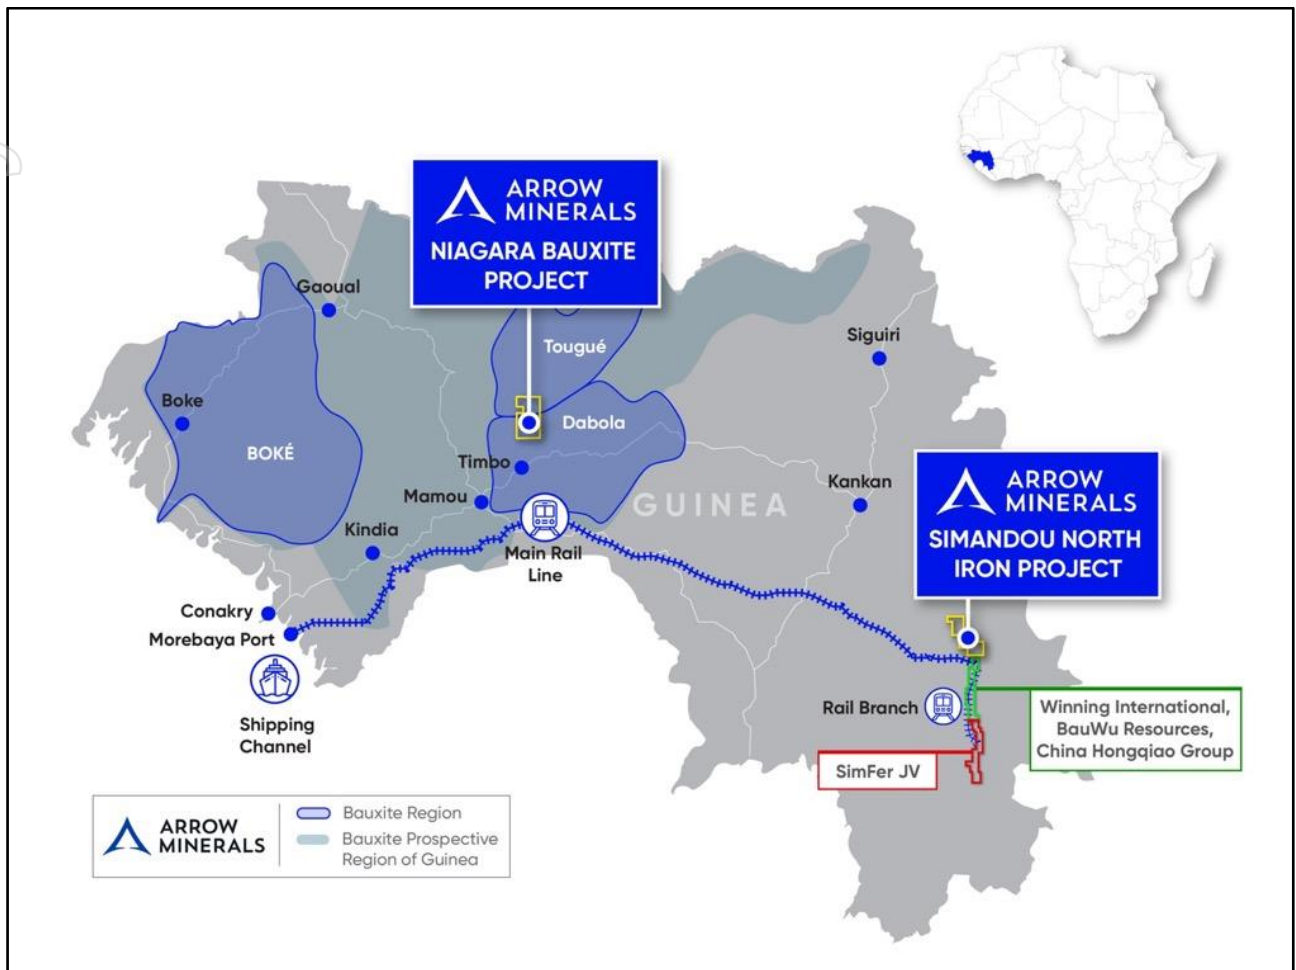 ARROW
MINERALS
NIAGARA BAUXITE
PROJECT
Gaoual
Tougué
Siguiri
Boke
Dabola
BOKÉ
Timbo
Mamou
GUINEA
Kankan
ARROW
MINERALS
SIMANDOU NORTH
IRON PROJECT
Kindia
Main Rail
Line
Conakry
Morebaya Port
Shipping
Channel
Rail Branch
Winning International,
BauWu Resources,
China Hongqiao Group
SimFer JV
ARROW
MINERALS
Bauxite Region
Bauxite Prospective
Region of Guinea